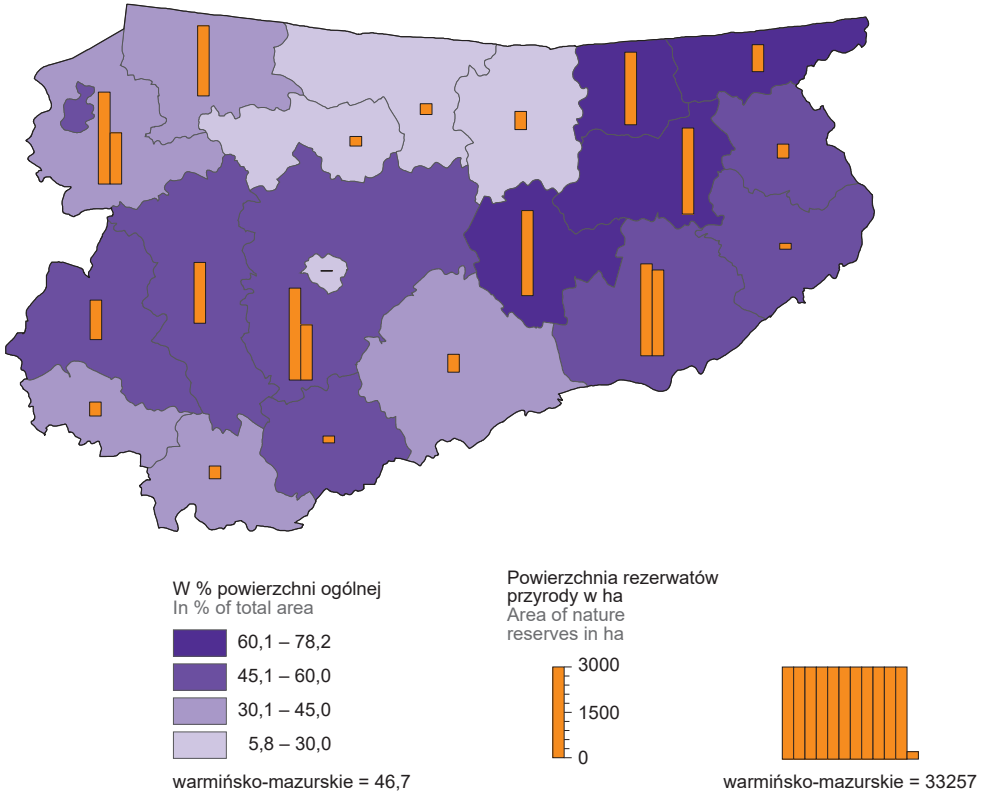 W % powierzchni ogólnej
In % of total area
60,1 – 78,2
45,1 – 60,0
30,1 – 45,0
5,8 – 30,0
warmińsko-mazurskie = 46,7
Powierzchnia rezerwatów
przyrody w ha
Area of nature
reserves in ha
3000
1500
0
warmińsko-mazurskie = 33257